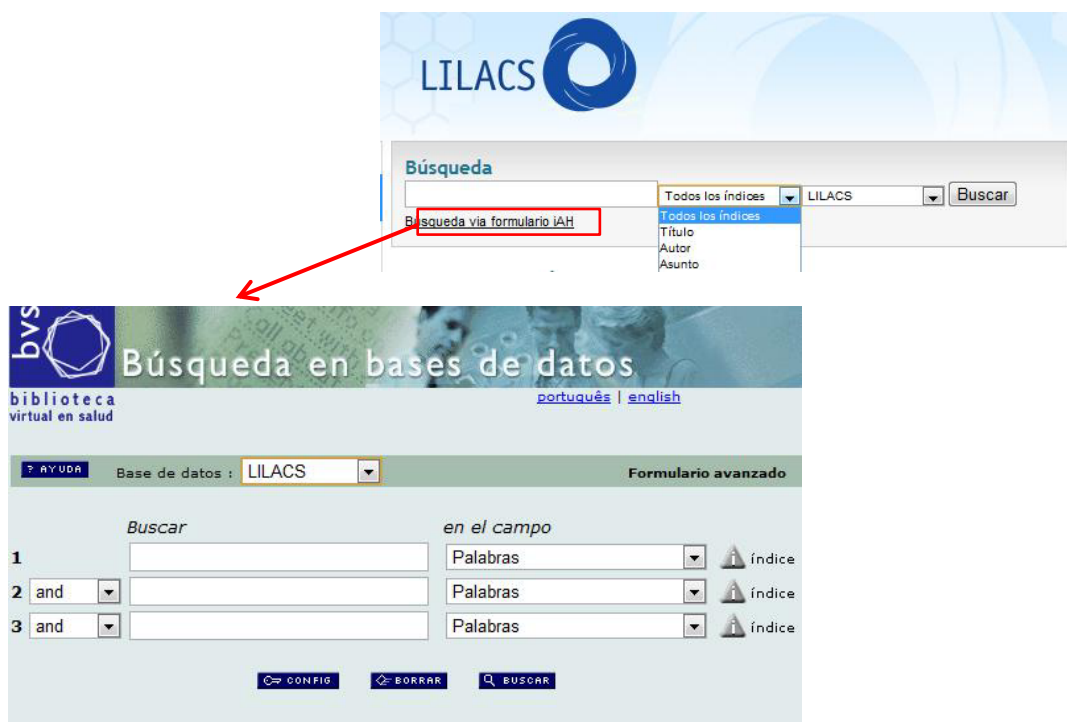 LILACS
Búsqueda
Todos los índices LILACS Buscar
Busqueda via formulario iAH
Todos los índices
Título
Autor
Asunto
bvs
Búsqueda en bases de datos
biblioteca
virtual en salud
português | english
? AYUDA Base de datos : LILACS Formulario avanzado
Buscar en el campo
1 Palabras índice
2 and Palabras índice
3 and Palabras índice
CONFIG BORRAR BUSCAR